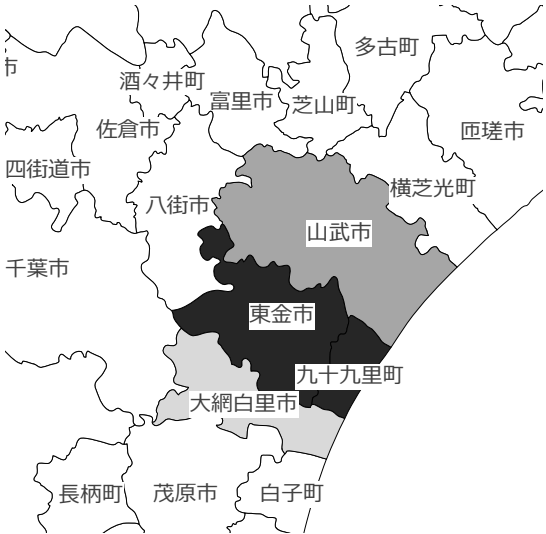 多古町
市
酒々井町
富里市
芝山町
佐倉市
匝瑳市
四街道市
横芝光町
八街市
山武市
千葉市
東金市
九十九里町
大網白里市
長柄町
茂原市
白子町